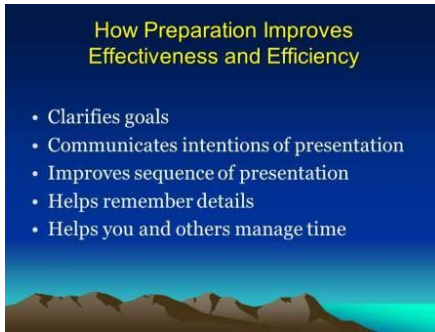 How Preparation Improves
Effectiveness and Efficiency
• Clarifies goals
• Communicates intentions of presentation
• Improves sequence of presentation
• Helps remember details
• Helps you and others manage time